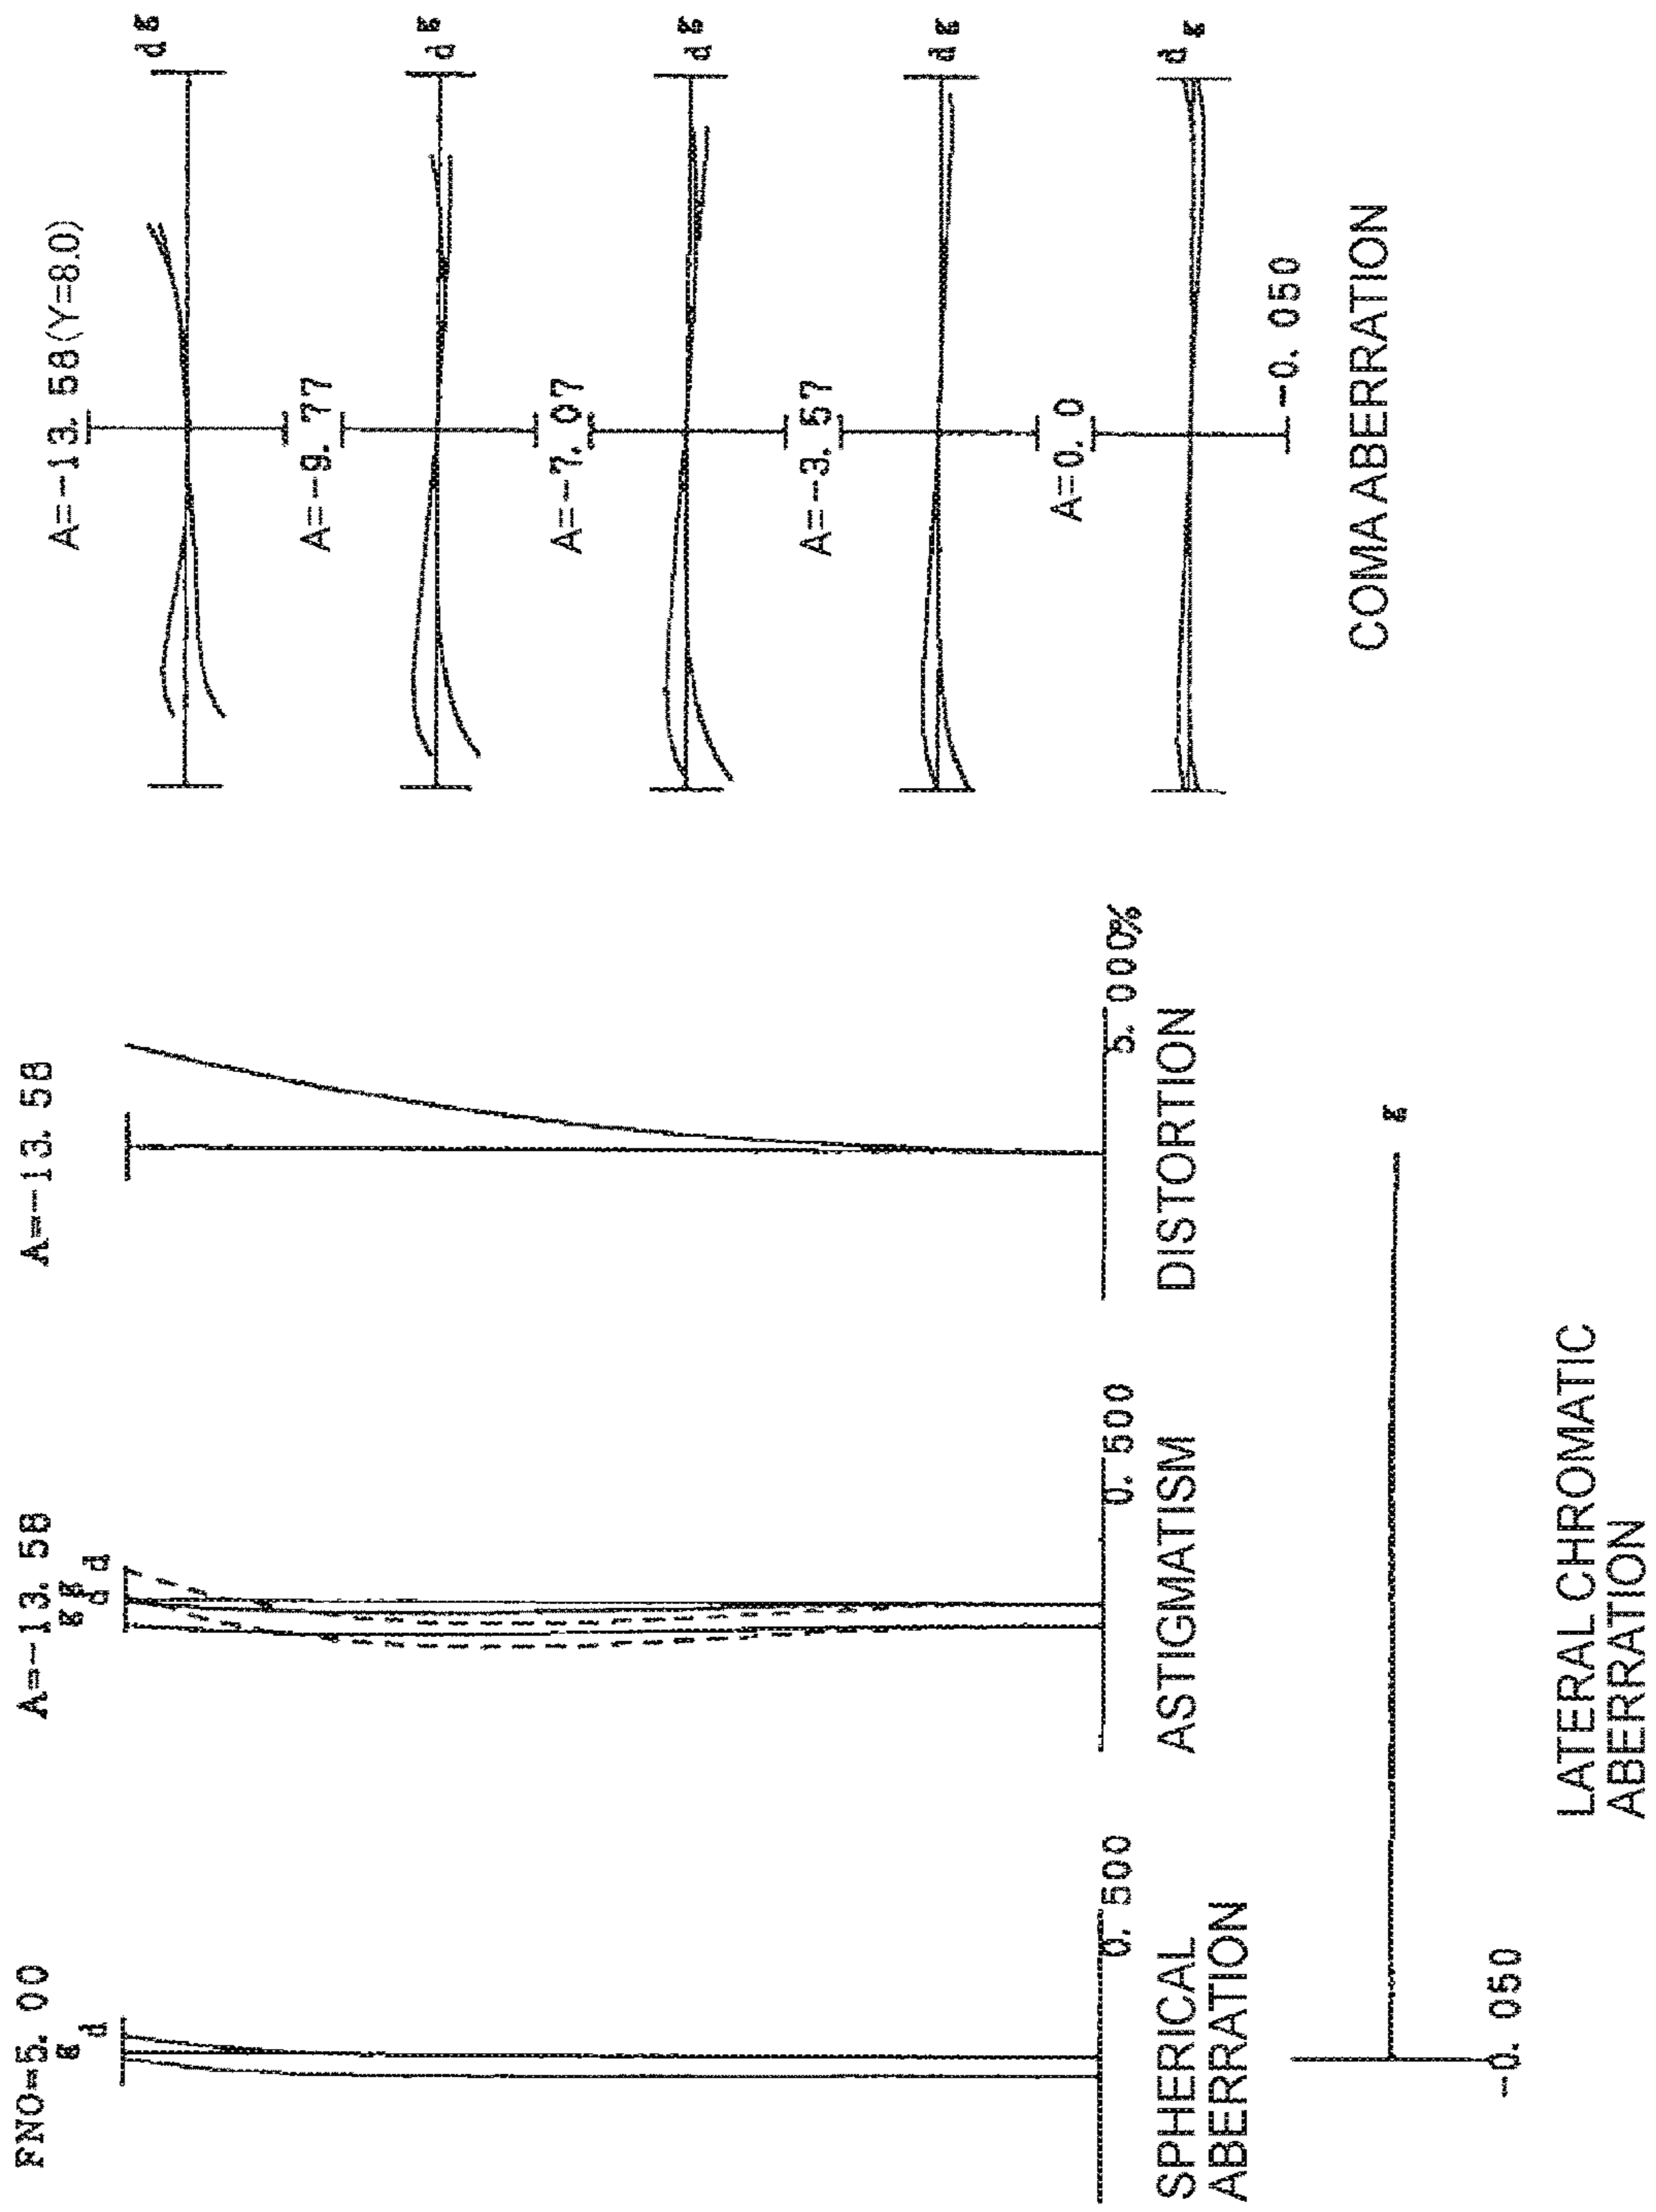 FNO=5. 00
g
d
0. 500
SPHERICAL
ABERRATION
A=-13. 58
g g
d d
0. 500
ASTIGMATISM
A=-13. 58
5. 000%
DISTORTION
A=-13. 58(Y=8.0)
d g
A=-9. 77
d g
A=-7. 07
d g
A=-3. 57
d g
A=0. 0
d g
-0. 050
COMA ABERRATION
g
-0. 050
LATERAL CHROMATIC
ABERRATION